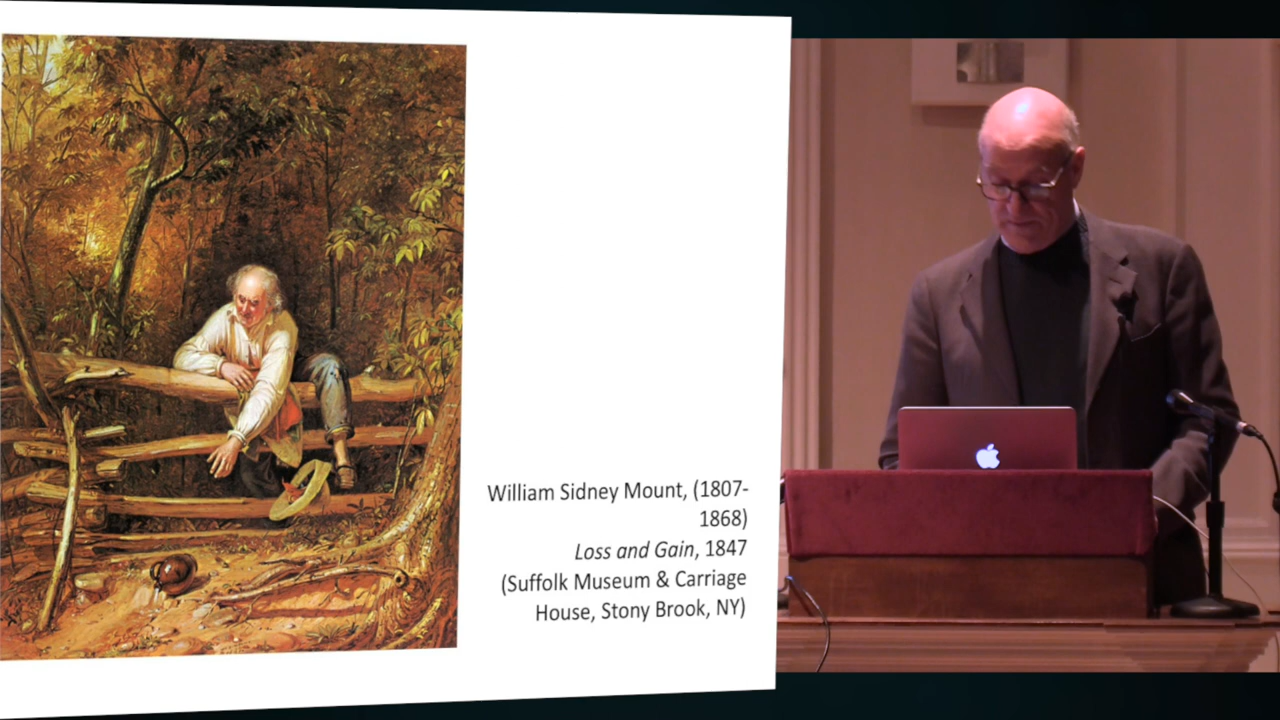 William Sidney Mount, (1807-
1868)
Loss and Gain, 1847
(Suffolk Museum & Carriage
House, Stony Brook, NY)